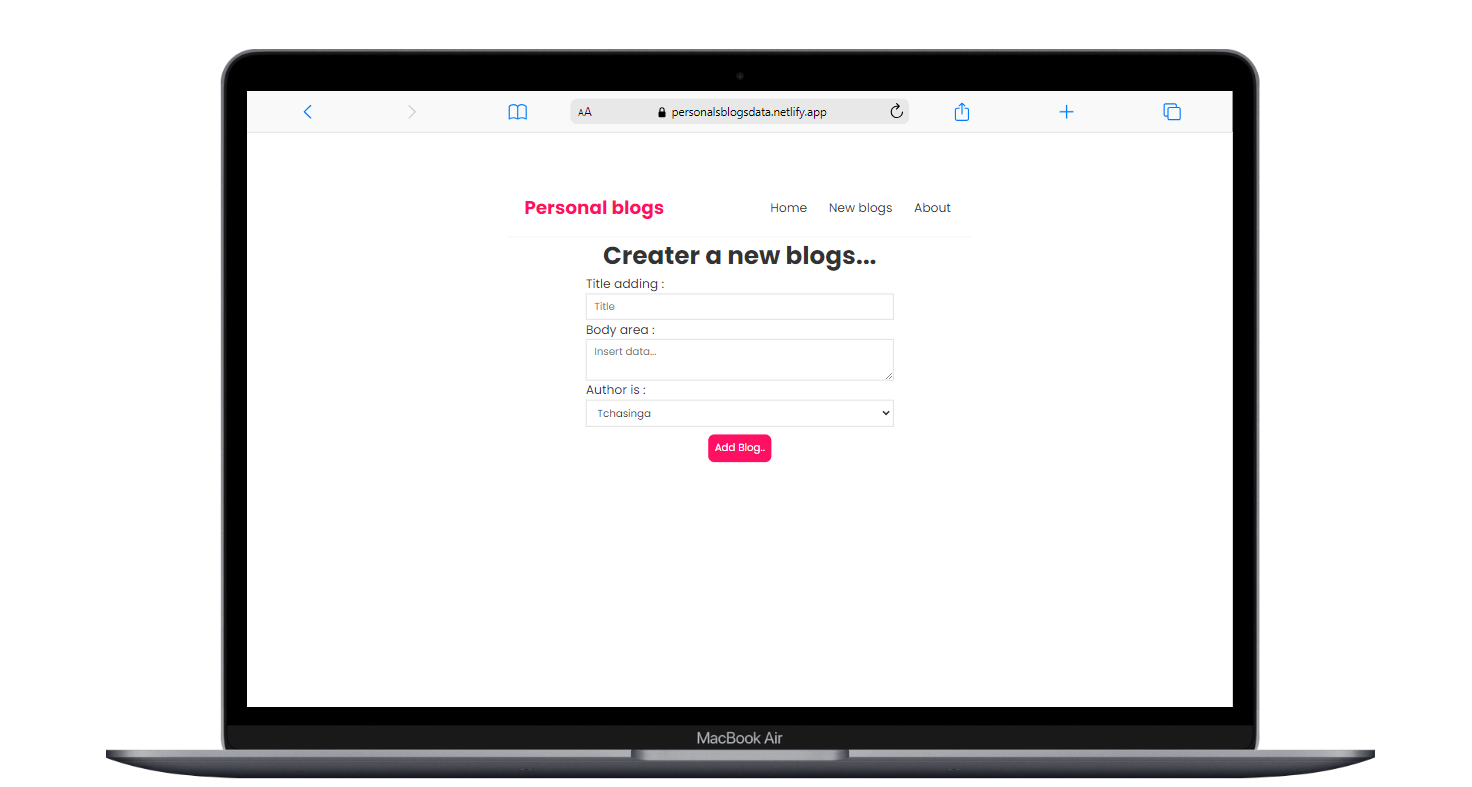 AA personalsblogsdata.netlify.app
Personal blogs Home New blogs About
Creater a new blogs...
Title adding :
Title
Body area :
Insert data...
Author is :
Tchasinga
Add Blog..
MacBook Air